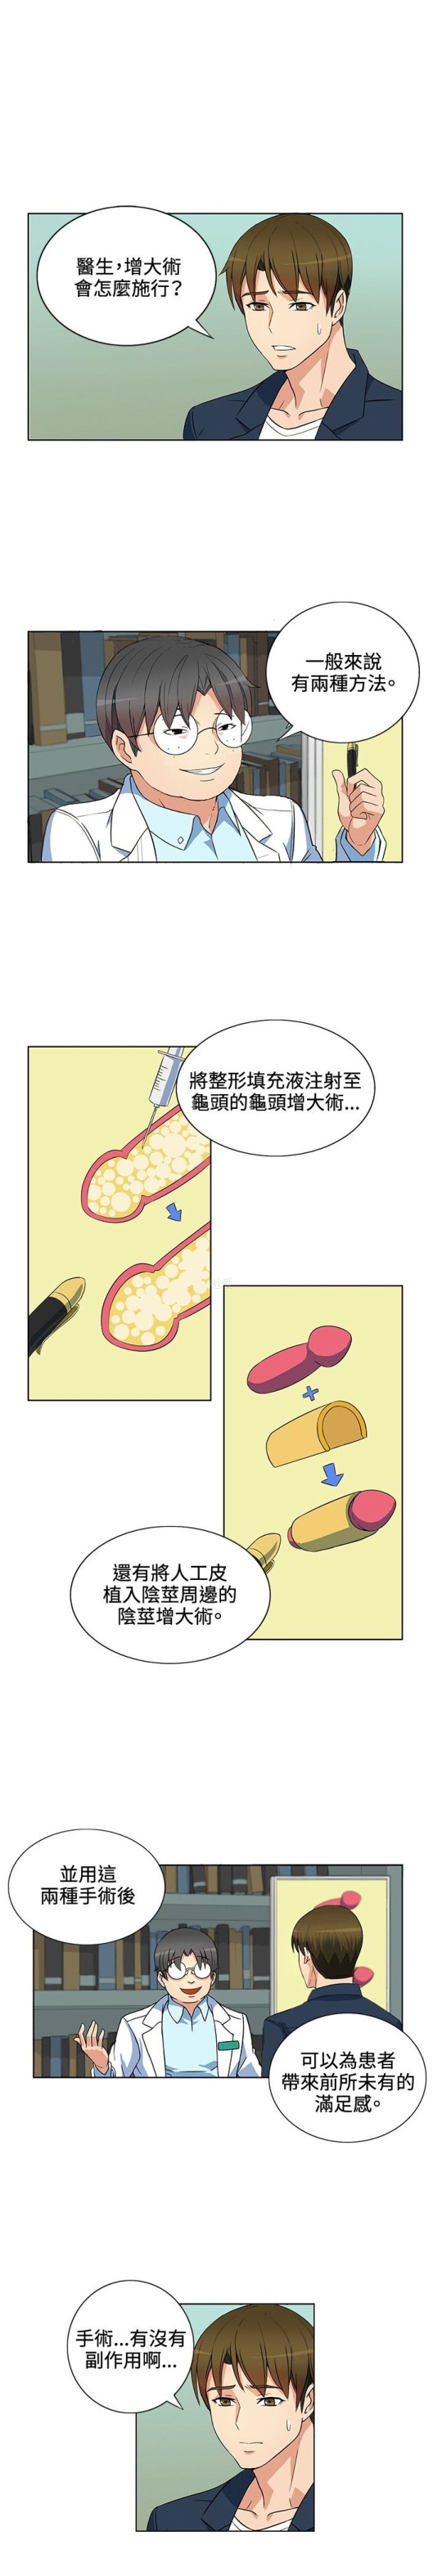 醫生，增大術
會怎麼施行？
一般來說
有兩種方法。
將整形填充液注射至
龜頭的龜頭增大術…
還有將人工皮
植入陰莖周邊的
陰莖增大術。
並用這
兩種手術後
可以為患者
帶來前所未有的
滿足感。
手術…有沒有
副作用啊…